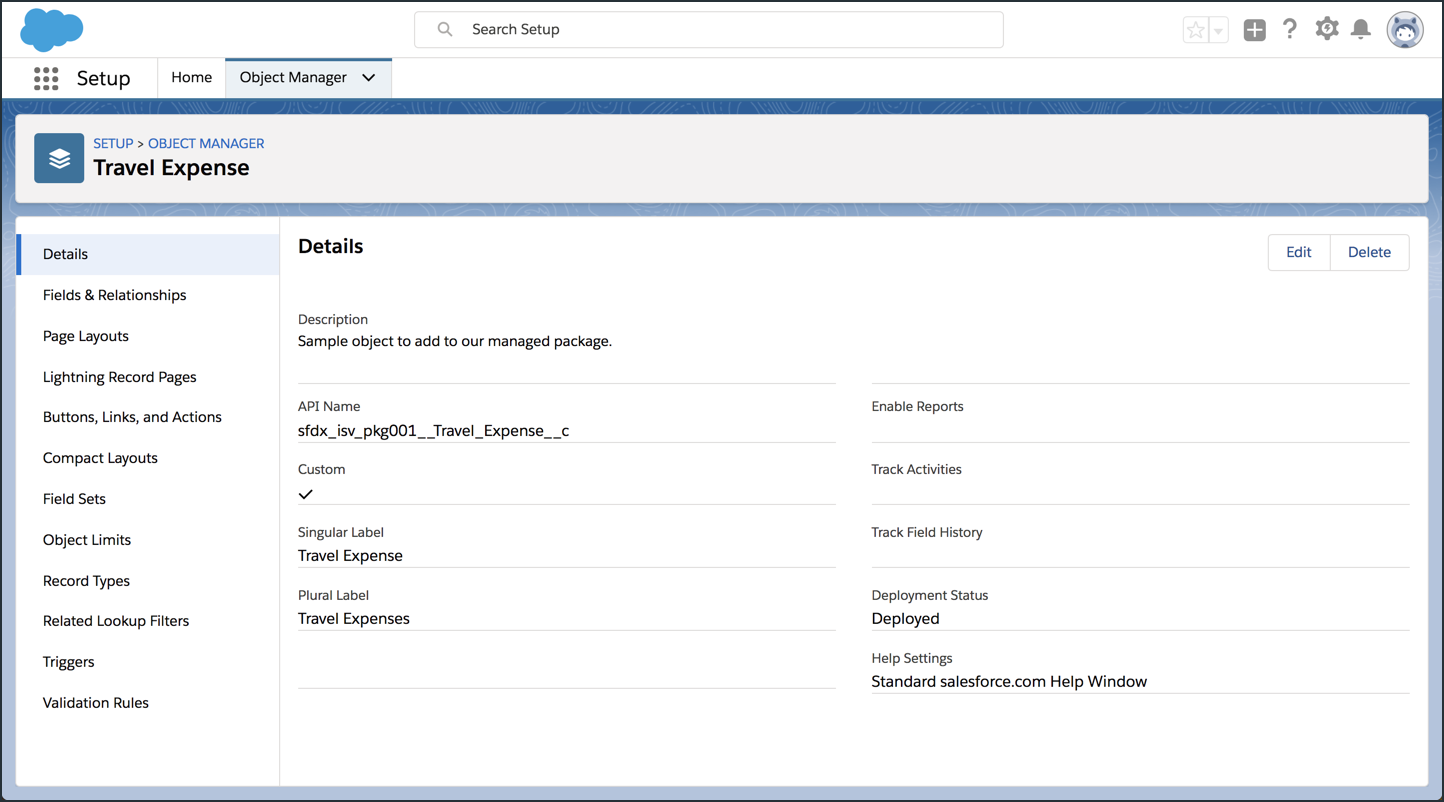 Search Setup
Setup
Home
Object Manager
SETUP > OBJECT MANAGER
Travel Expense
Details
Fields & Relationships
Page Layouts
Lightning Record Pages
Buttons, Links, and Actions
Compact Layouts
Field Sets
Object Limits
Record Types
Related Lookup Filters
Triggers
Validation Rules
Details
Edit
Delete
Description
Sample object to add to our managed package.
API Name
sfdx_isv_pkg001__Travel_Expense__c
Custom
Singular Label
Travel Expense
Plural Label
Travel Expenses
Enable Reports
Track Activities
Track Field History
Deployment Status
Deployed
Help Settings
Standard salesforce.com Help Window